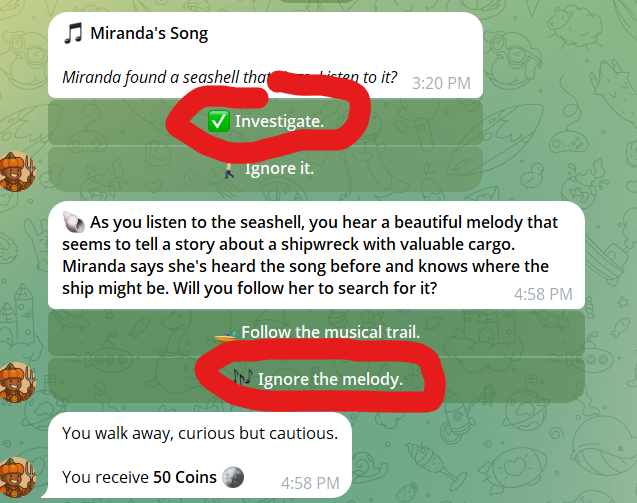 Miranda's Song
Miranda found a seashell that Listen to it?
3:20 PM
Investigate.
Ignore it.
As you listen to the seashell, you hear a beautiful melody that
seems to tell a story about a shipwreck with valuable cargo.
Miranda says she's heard the song before and knows where the
ship might be. Will you follow her to search for it?
4:58 PM
Follow the musical trail.
Ignore the melody.
You walk away, curious but cautious.
You receive 50 Coins
4:58 PM